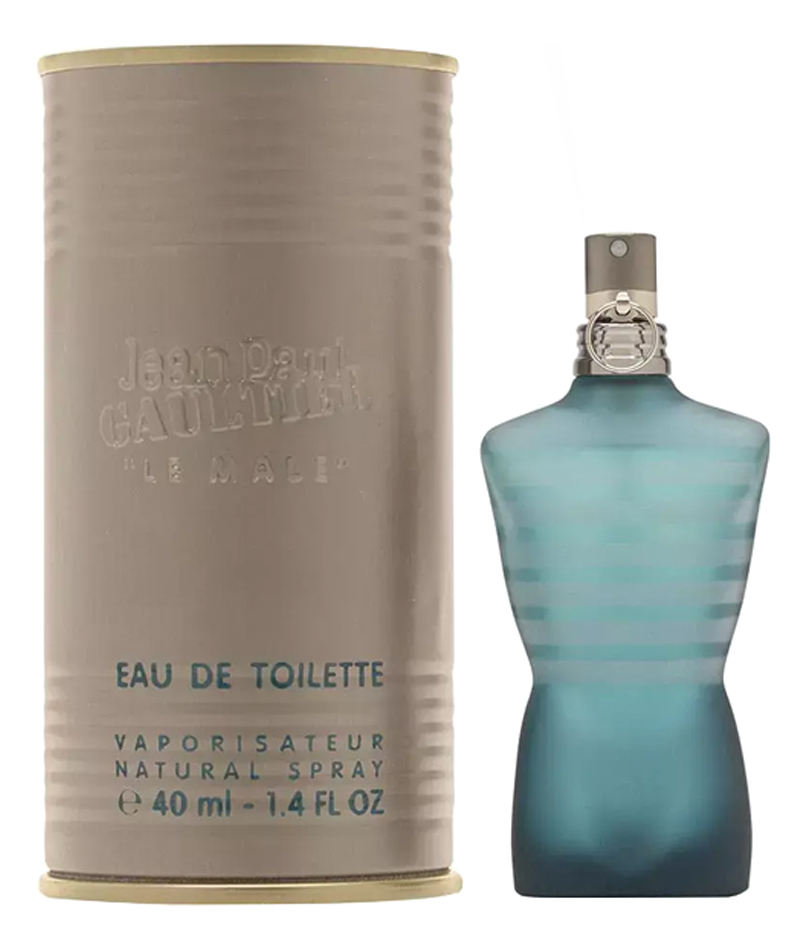 Jean Paul
GAULTIER
"LE MALE"
EAU DE TOILETTE
VAPORISATEUR
NATURAL SPRAY
℮ 40 ml - 1.4 FL OZ